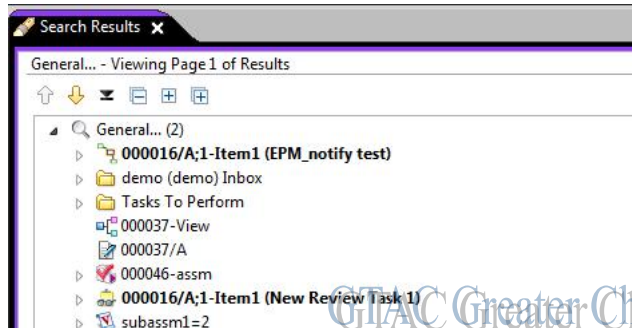 Search Results
General... - Viewing Page 1 of Results
General... (2)
000016/A;1-Item1 (EPM_notify test)
demo (demo) Inbox
Tasks To Perform
000037-View
000037/A
000046-assm
000016/A;1-Item1 (New Review Task 1)
GTAC Greater Ch
subassm1=2